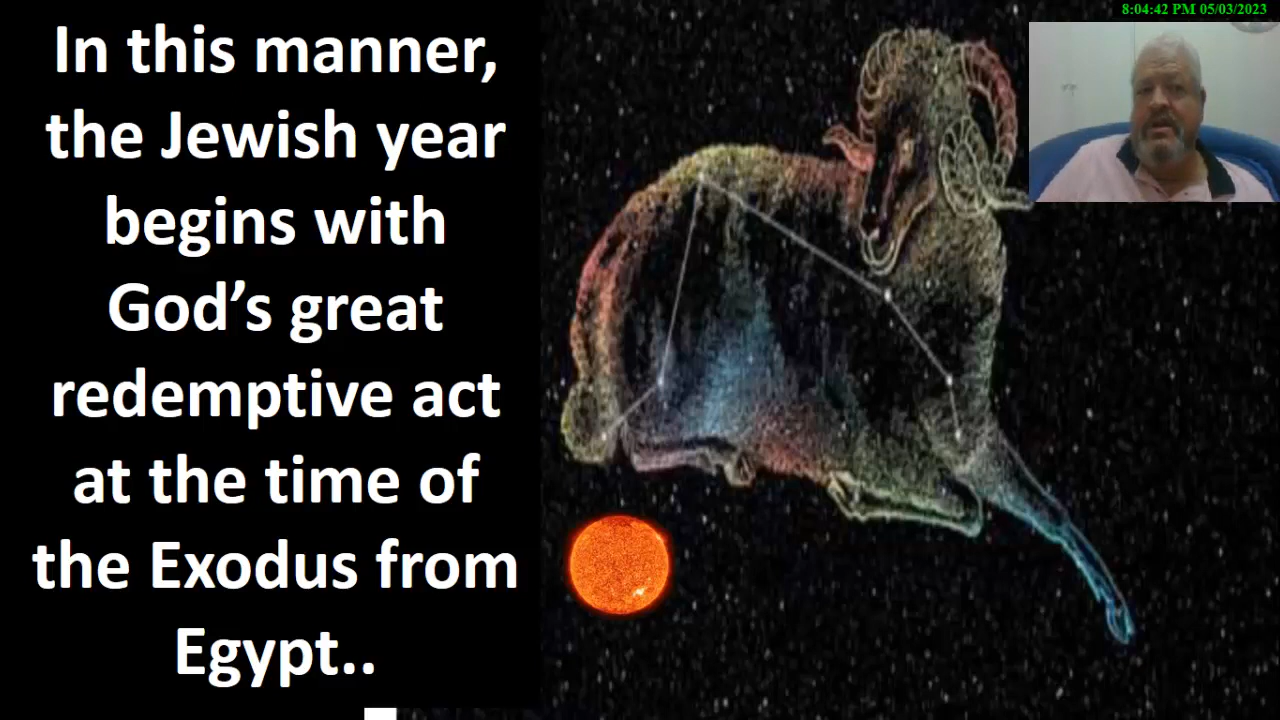 8:04:42 PM 05/03/2023
In this manner,
the Jewish year
begins with
God’s great
redemptive act
at the time of
the Exodus from
Egypt..